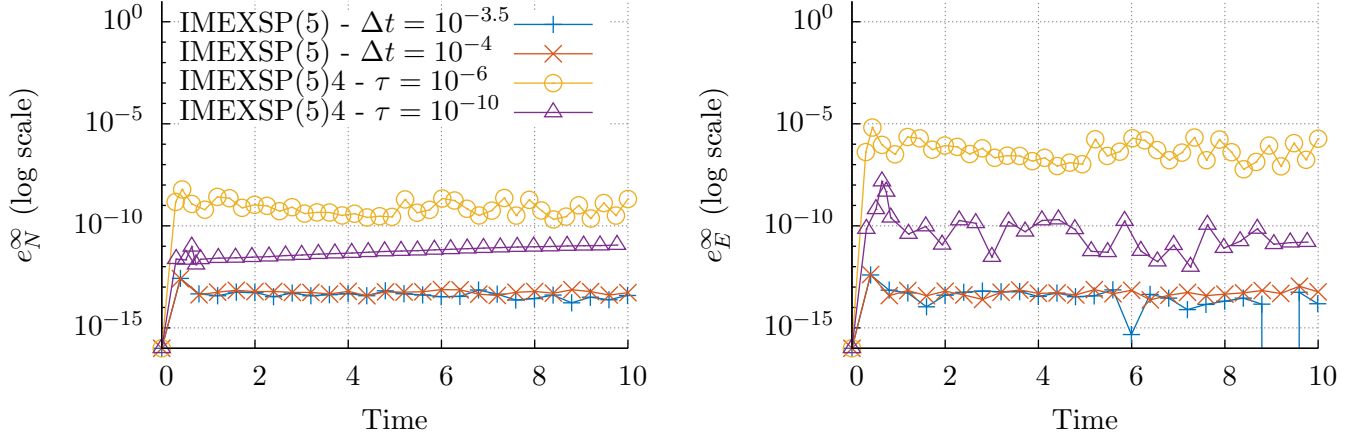 10^0
10^-5
10^-10
10^-15
e_N^∞ (log scale)
IMEXSP(5) - Δt = 10^-3.5
IMEXSP(5) - Δt = 10^-4
IMEXSP(5)4 - τ = 10^-6
IMEXSP(5)4 - τ = 10^-10
0 2 4 6 8 10
Time
10^0
10^-5
10^-10
10^-15
e_E^∞ (log scale)
0 2 4 6 8 10
Time